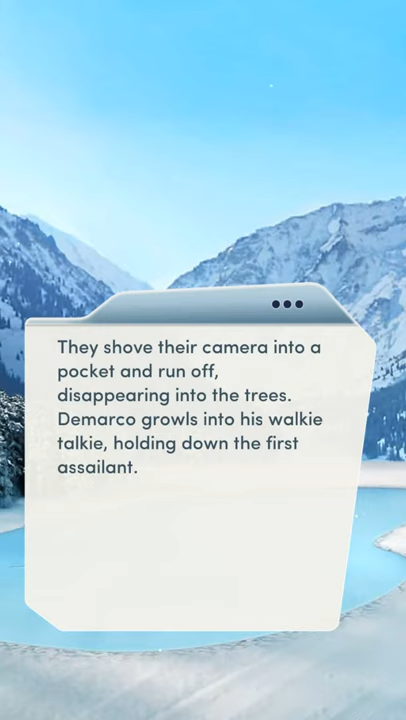 They shove their camera into a
pocket and run off,
disappearing into the trees.
Demarco growls into his walkie
talkie, holding down the first
assailant.